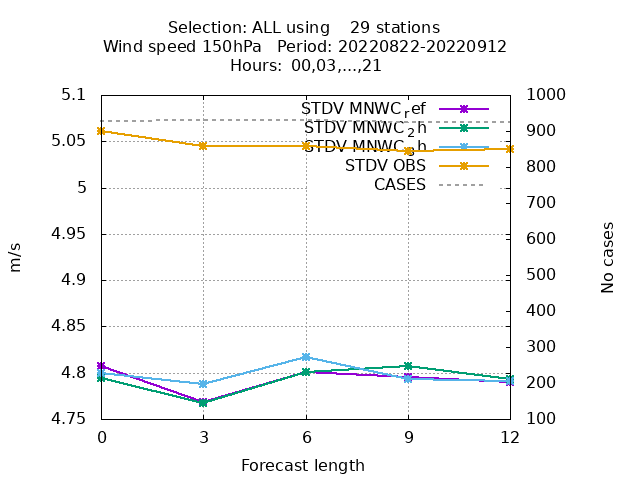 Selection: ALL using    29 stations
Wind speed 150hPa   Period: 20220822-20220912
Hours:  00,03,...,21
5.1
5.05
5
4.95
4.9
4.85
4.8
4.75
1000
900
800
700
600
500
400
300
200
100
STDV MNWC_ref
STDV MNWC_2h
STDV MNWC_3h
STDV OBS
CASES
m/s
No cases
0
3
6
9
12
Forecast length